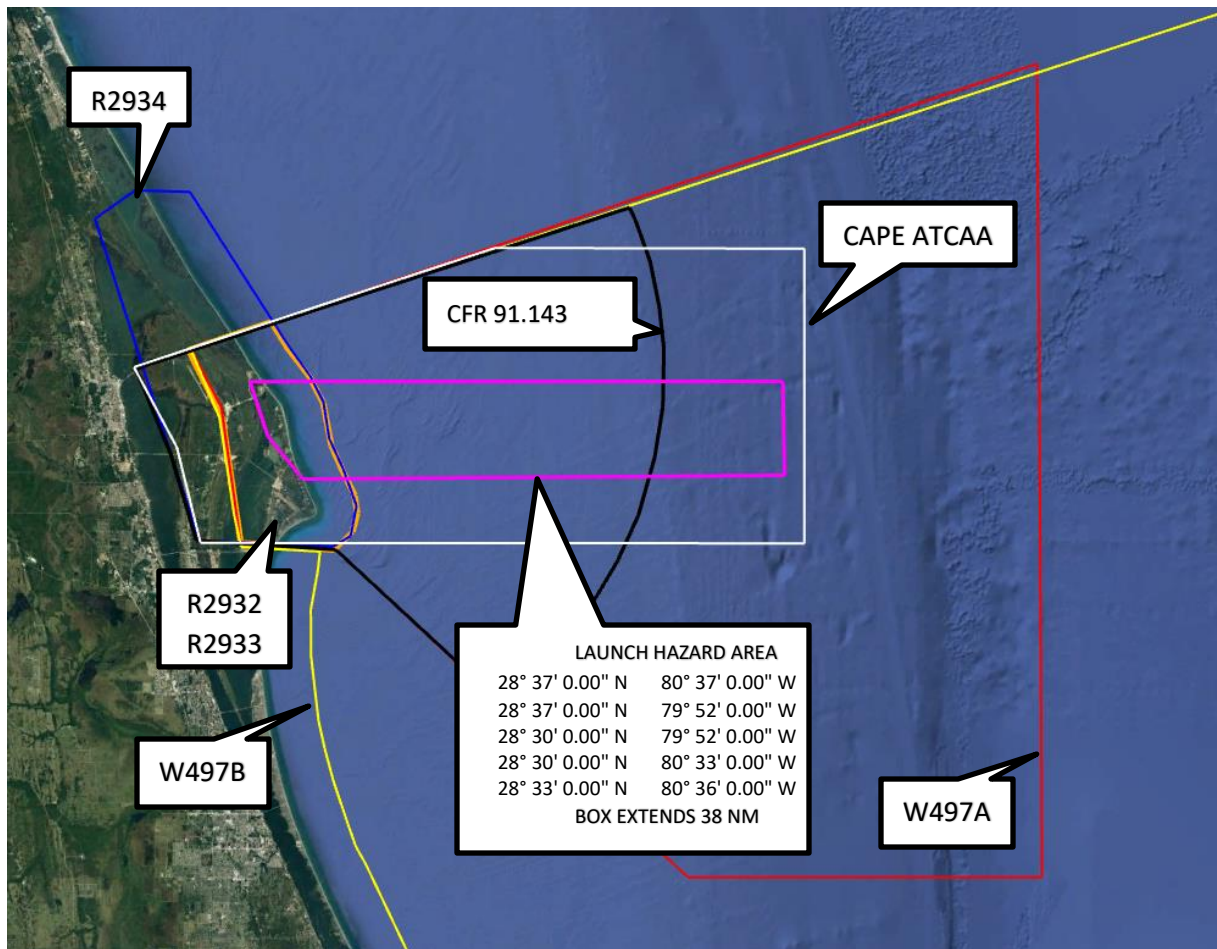 R2934
CAPE ATCAA
CFR 91.143
R2932
R2933
LAUNCH HAZARD AREA
28° 37' 0.00" N 80° 37' 0.00" W
28° 37' 0.00" N 79° 52' 0.00" W
28° 30' 0.00" N 79° 52' 0.00" W
28° 30' 0.00" N 80° 33' 0.00" W
28° 33' 0.00" N 80° 36' 0.00" W
BOX EXTENDS 38 NM
W497B
W497A